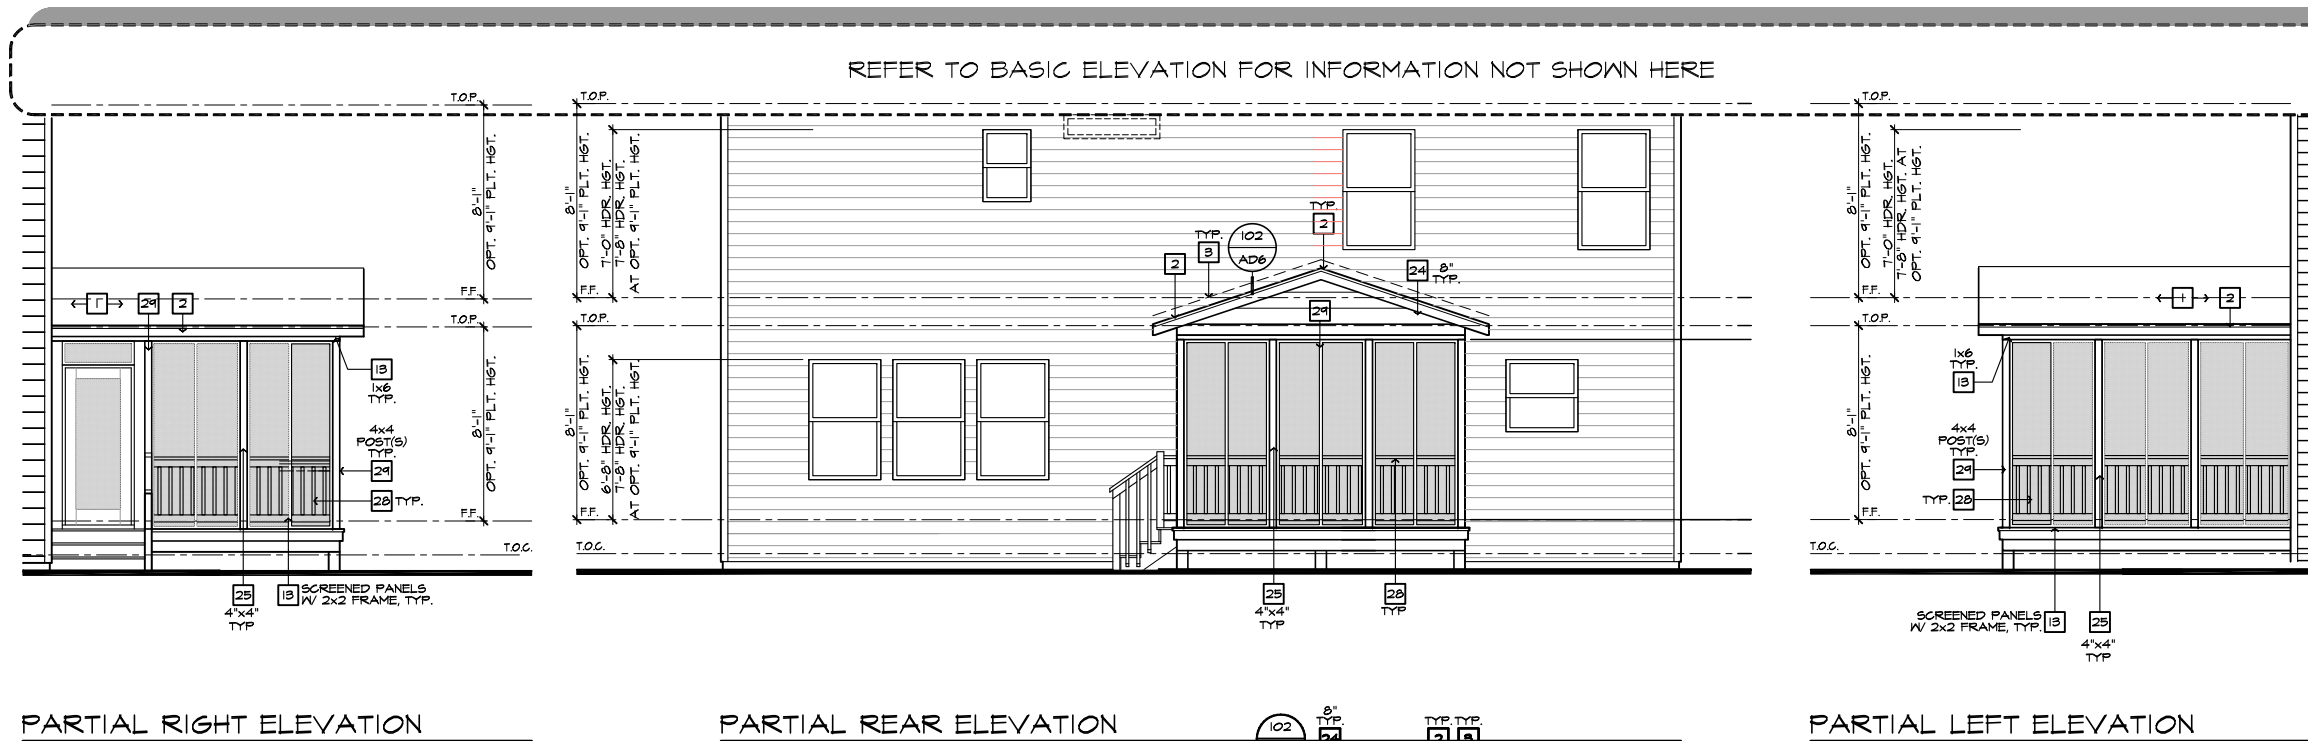 REFER TO BASIC ELEVATION FOR INFORMATION NOT SHOWN HERE
T.O.P.
8'-1"
OPT. 9'-1" PLT. HGT.
F.F.
T.O.P.
1
29
2
13
1x6
TYP.
8'-1"
OPT. 9'-1" PLT. HGT.
4x4
POST(S)
TYP.
29
28 TYP.
F.F.
T.O.C.
25
4"x4"
TYP
13
SCREENED PANELS
W/ 2x2 FRAME, TYP.
PARTIAL RIGHT ELEVATION
T.O.P.
8'-1"
OPT. 9'-1" PLT. HGT.
7'-0" HDR. HGT.
7'-8" HDR. HGT.
AT OPT. 9'-1" PLT. HGT.
F.F.
T.O.P.
8'-1"
OPT. 9'-1" PLT. HGT.
6'-8" HDR. HGT.
7'-8" HDR. HGT.
AT OPT. 9'-1" PLT. HGT.
F.F.
T.O.C.
TYP.
2
TYP.
3
102
AD6
2
24 8"
TYP.
29
25
4"x4"
TYP
28
TYP
PARTIAL REAR ELEVATION
102
8"
TYP.
24
TYP. TYP.
T.O.P.
8'-1"
OPT. 9'-1" PLT. HGT.
7'-0" HDR. HGT.
7'-8" HDR. HGT. AT
OPT. 9'-1" PLT. HGT.
F.F.
1
2
T.O.P.
8'-1"
OPT. 9'-1" PLT. HGT.
1x6
TYP.
13
4x4
POST(S)
TYP.
29
TYP. 28
F.F.
T.O.C.
SCREENED PANELS
W/ 2x2 FRAME, TYP.
13
25
4"x4"
TYP
PARTIAL LEFT ELEVATION